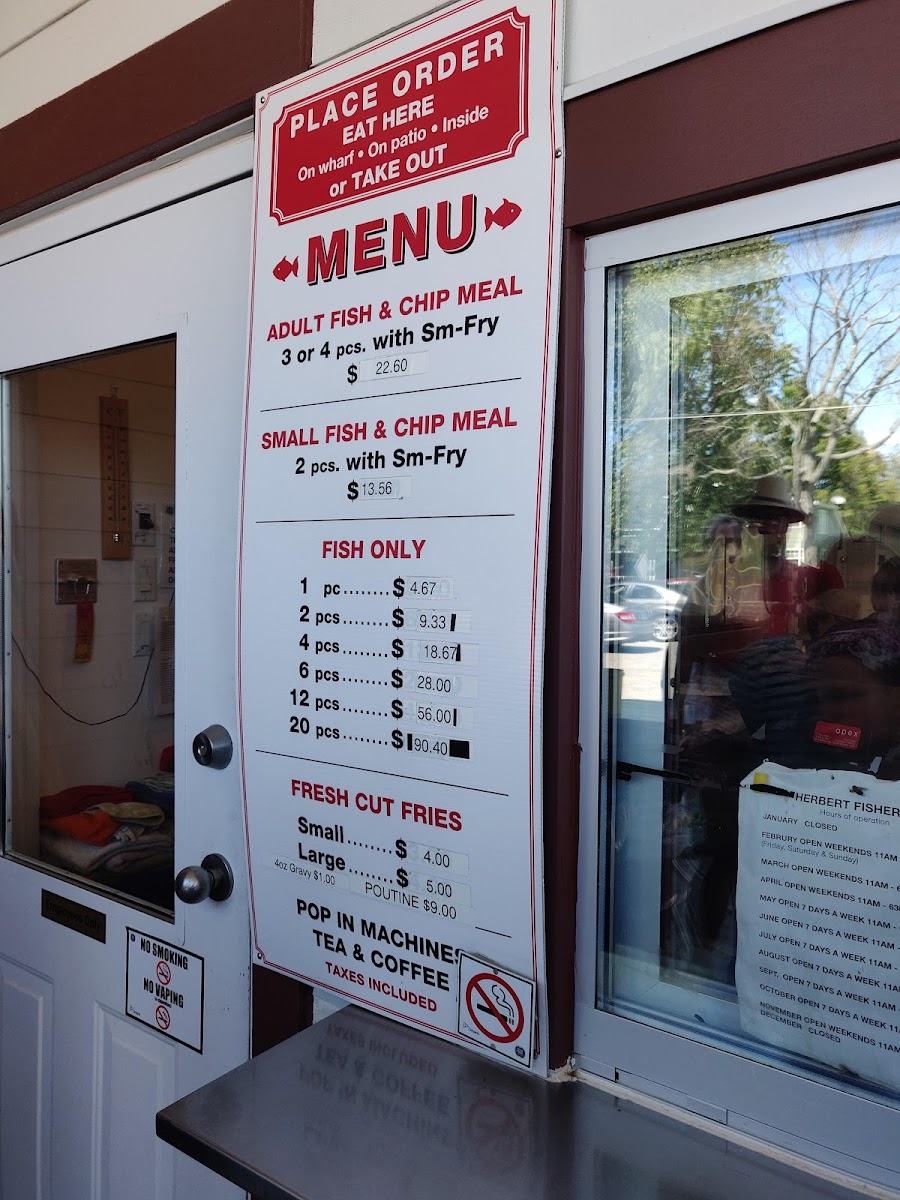 PLACE ORDER
EAT HERE
On wharf • On patio • Inside
or TAKE OUT
MENU
ADULT FISH & CHIP MEAL
3 or 4 pcs. with Sm-Fry
$ 22.60
SMALL FISH & CHIP MEAL
2 pcs. with Sm-Fry
$ 13.56
FISH ONLY
1 pc........$ 4.67
2 pcs........$ 9.33
4 pcs........$ 18.67
6 pcs........$ 28.00
12 pcs........$ 56.00
20 pcs........$ 90.40
FRESH CUT FRIES
Small........$ 4.00
Large........$ 5.00
4oz Gravy $1.00
POUTINE $9.00
POP IN MACHINES
TEA & COFFEE
TAXES INCLUDED
Employees Only
NO SMOKING
NO VAPING
apex
HERBERT FISHER
Hours of operation
JANUARY CLOSED
FEBRURY OPEN WEEKENDS 11AM
(Friday, Saturday & Sunday)
MARCH OPEN WEEKENDS 11AM - 6
APRIL OPEN WEEKENDS 11AM - 630
MAY OPEN 7 DAYS A WEEK 11AM -
JUNE OPEN 7 DAYS A WEEK 11AM -
JULY OPEN 7 DAYS A WEEK 11AM -
AUGUST OPEN 7 DAYS A WEEK 11AM
SEPT. OPEN 7 DAYS A WEEK 11AM
OCTOBER OPEN 7 DAYS A WEEK 11
NOVEMBER OPEN WEEKENDS 11AM
DECEMBER CLOSED